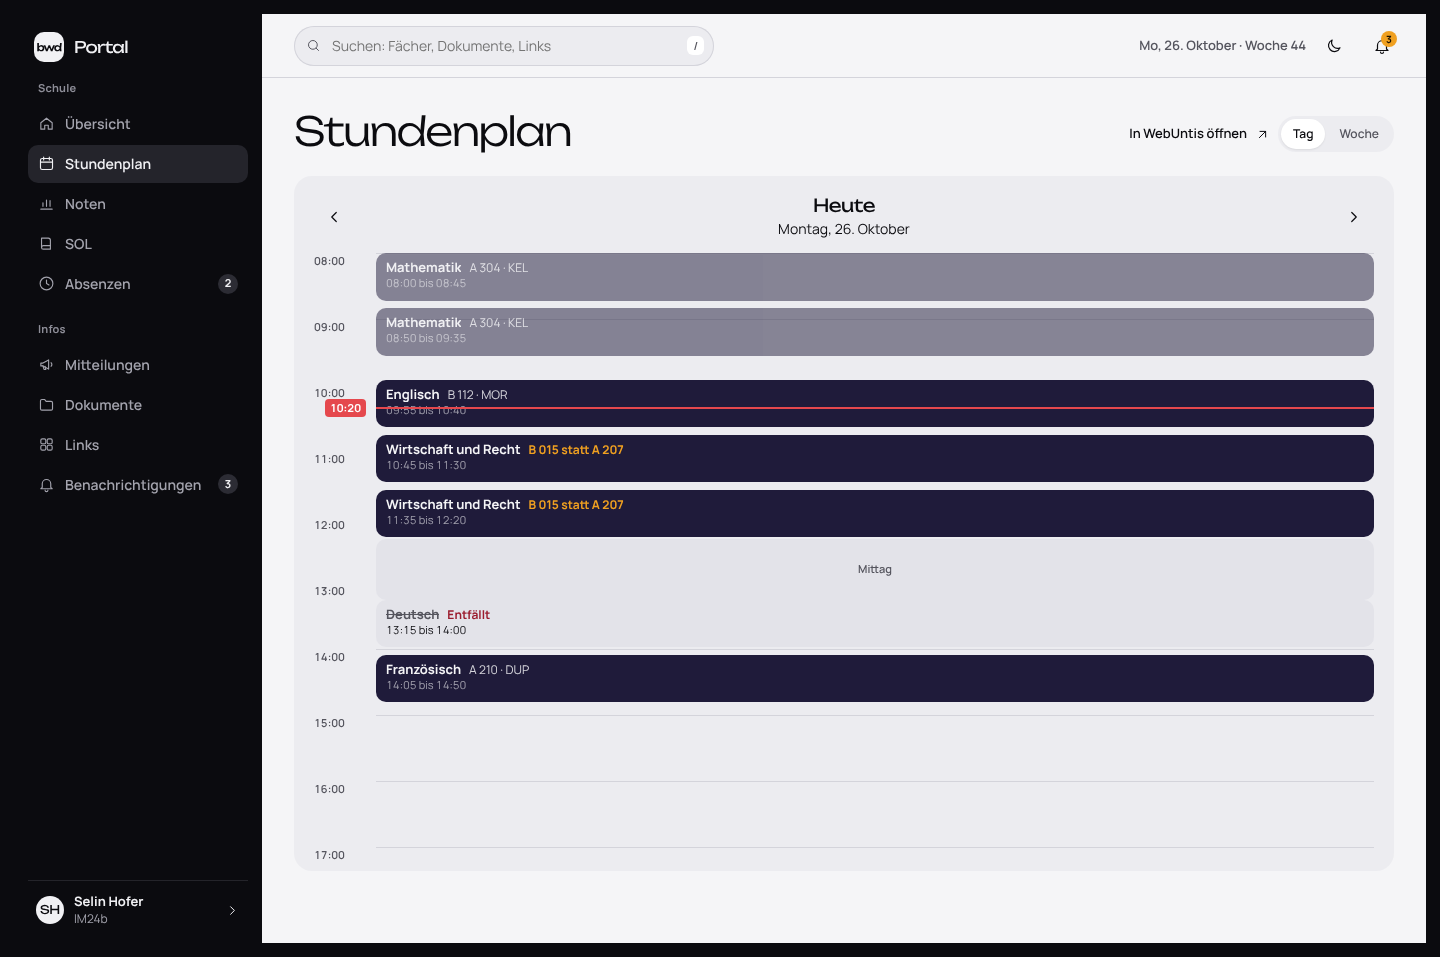 bwd Portal
Schule
Übersicht
Stundenplan
Noten
SOL
Absenzen 2
Infos
Mitteilungen
Dokumente
Links
Benachrichtigungen 3
SH Selin Hofer
IM24b
Suchen: Fächer, Dokumente, Links /
Mo, 26. Oktober · Woche 44
3
Stundenplan
In WebUntis öffnen
Tag Woche
Heute
Montag, 26. Oktober
08:00
Mathematik A 304 · KEL
08:00 bis 08:45
09:00
Mathematik A 304 · KEL
08:50 bis 09:35
10:00
10:20
Englisch B 112 · MOR
09:55 bis 10:40
11:00
Wirtschaft und Recht B 015 statt A 207
10:45 bis 11:30
12:00
Wirtschaft und Recht B 015 statt A 207
11:35 bis 12:20
Mittag
13:00
Deutsch Entfällt
13:15 bis 14:00
14:00
Französisch A 210 · DUP
14:05 bis 14:50
15:00
16:00
17:00